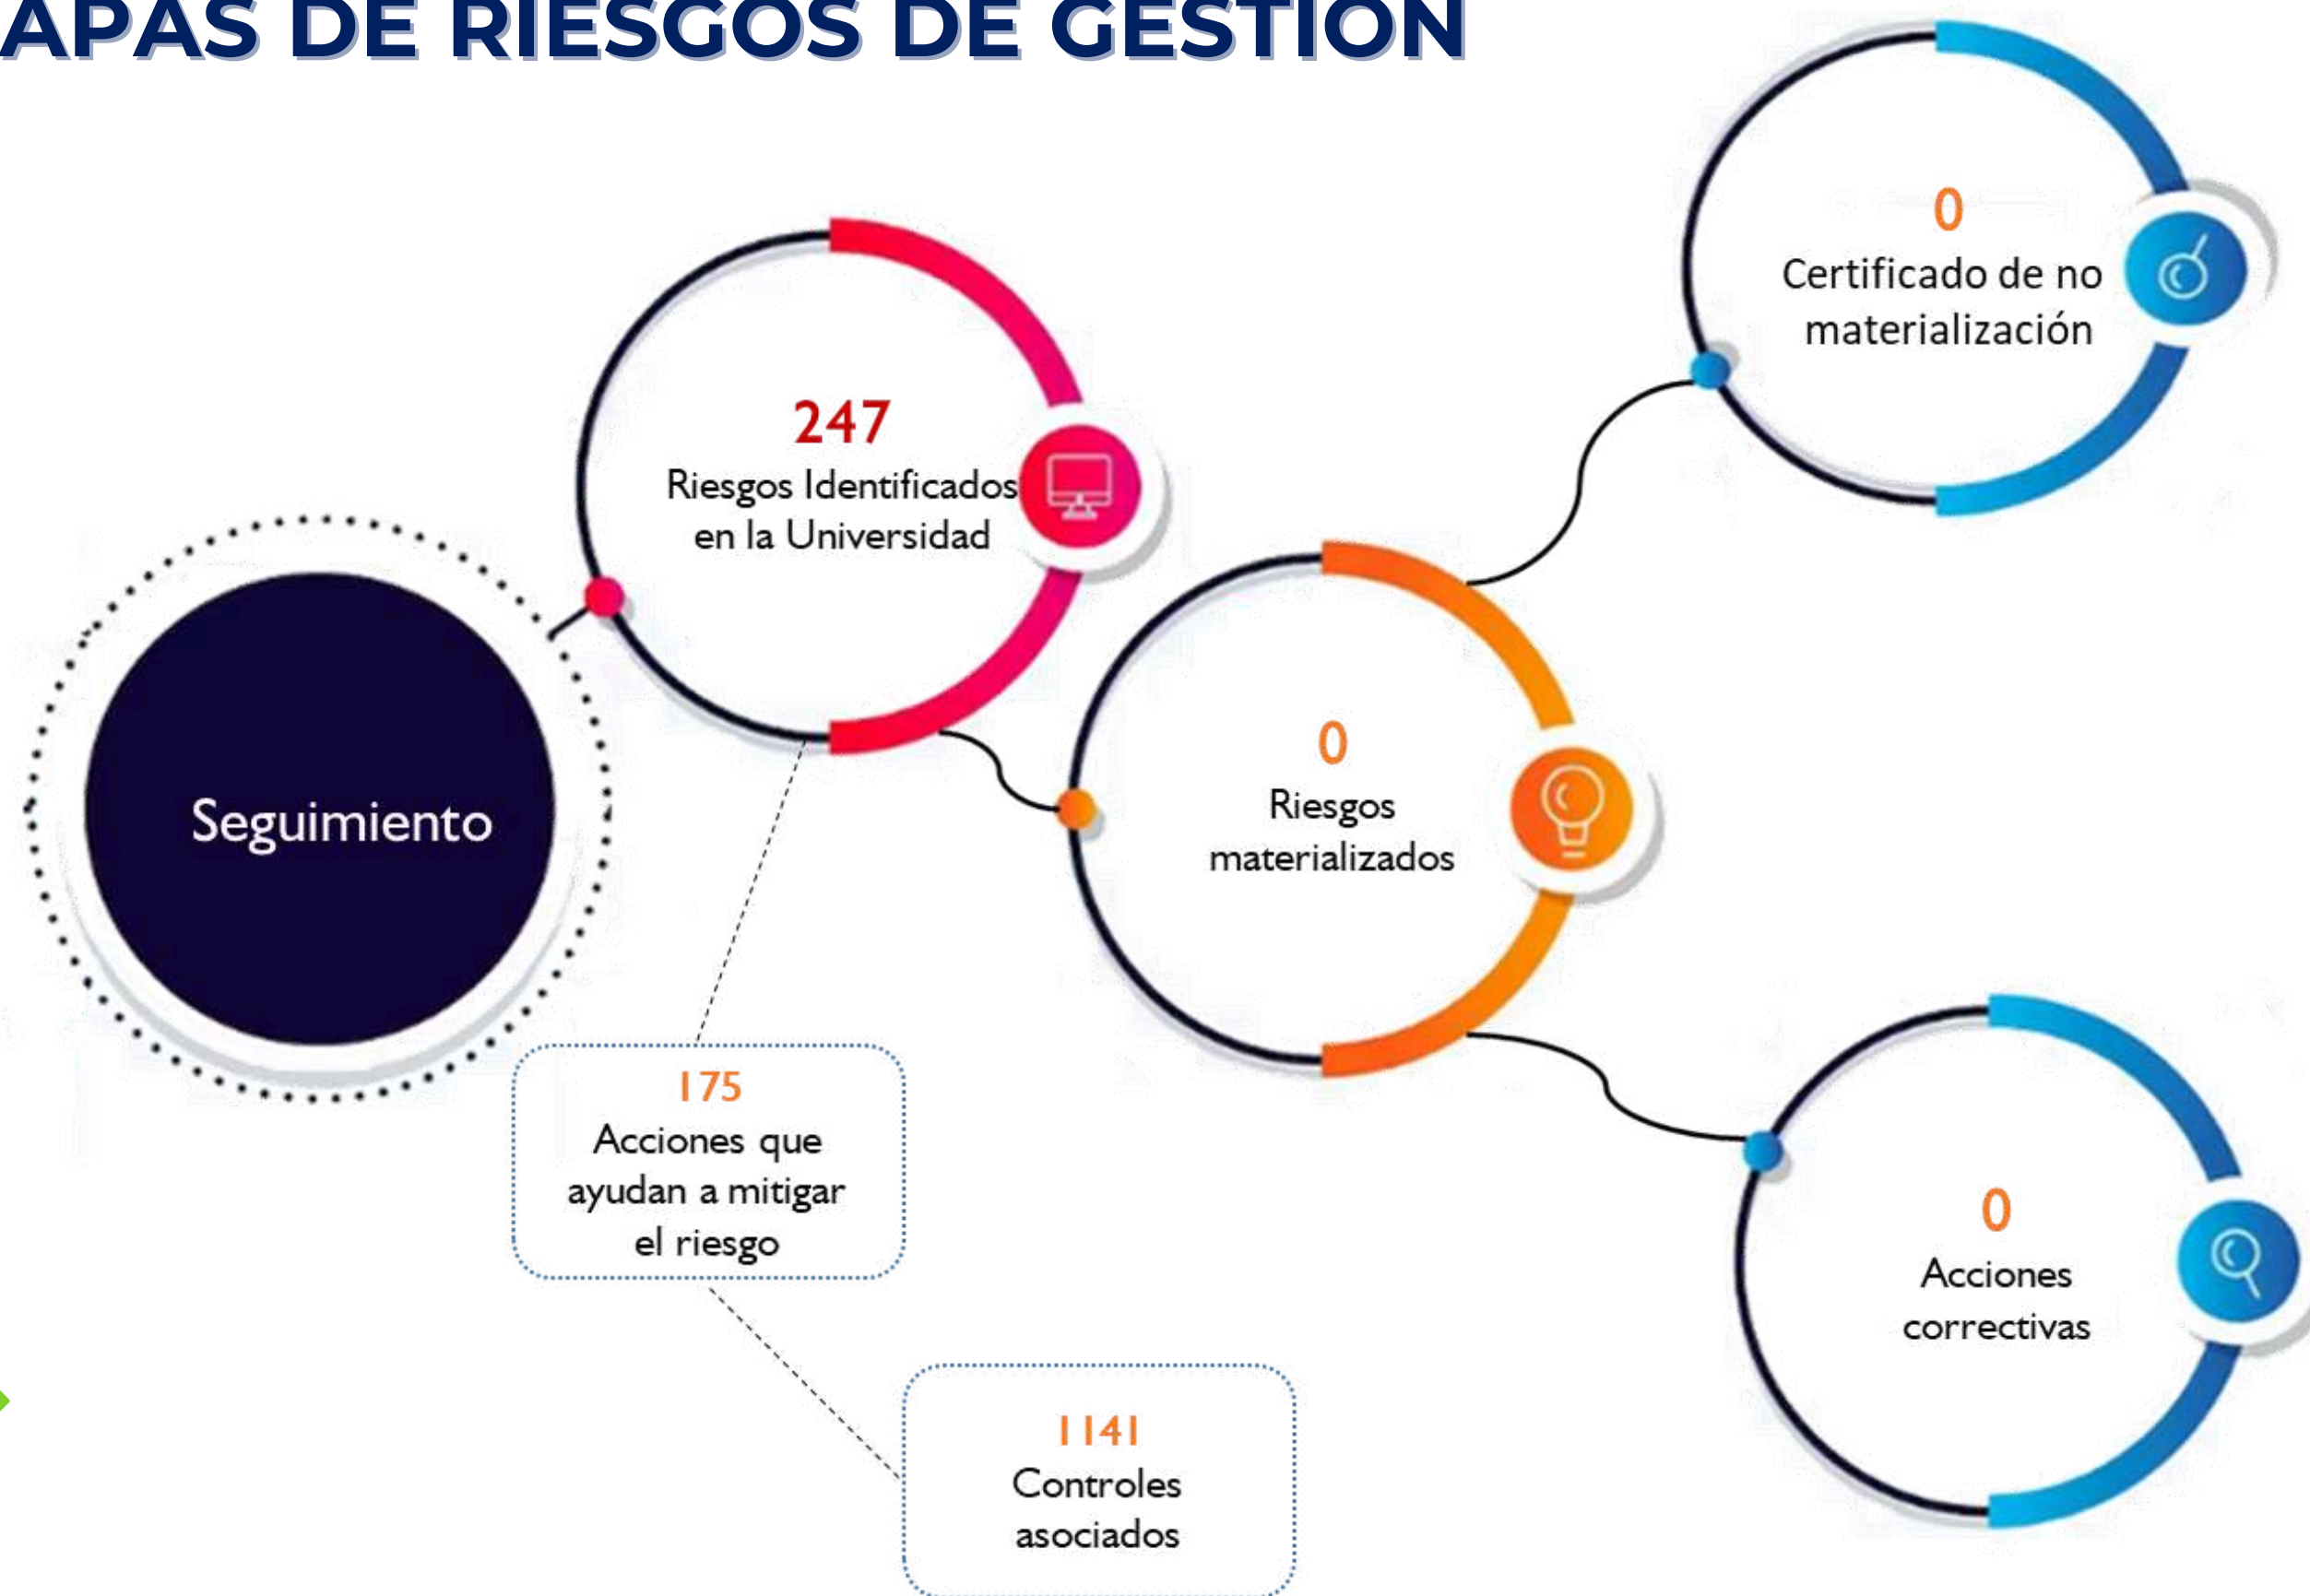 APAS DE RIESGOS DE GESTIÓN
0
Certificado de no
materialización
247
Riesgos Identificados
en la Universidad
0
Riesgos
materializados
Seguimiento
175
Acciones que
ayudan a mitigar
el riesgo
0
Acciones
correctivas
1141
Controles
asociados